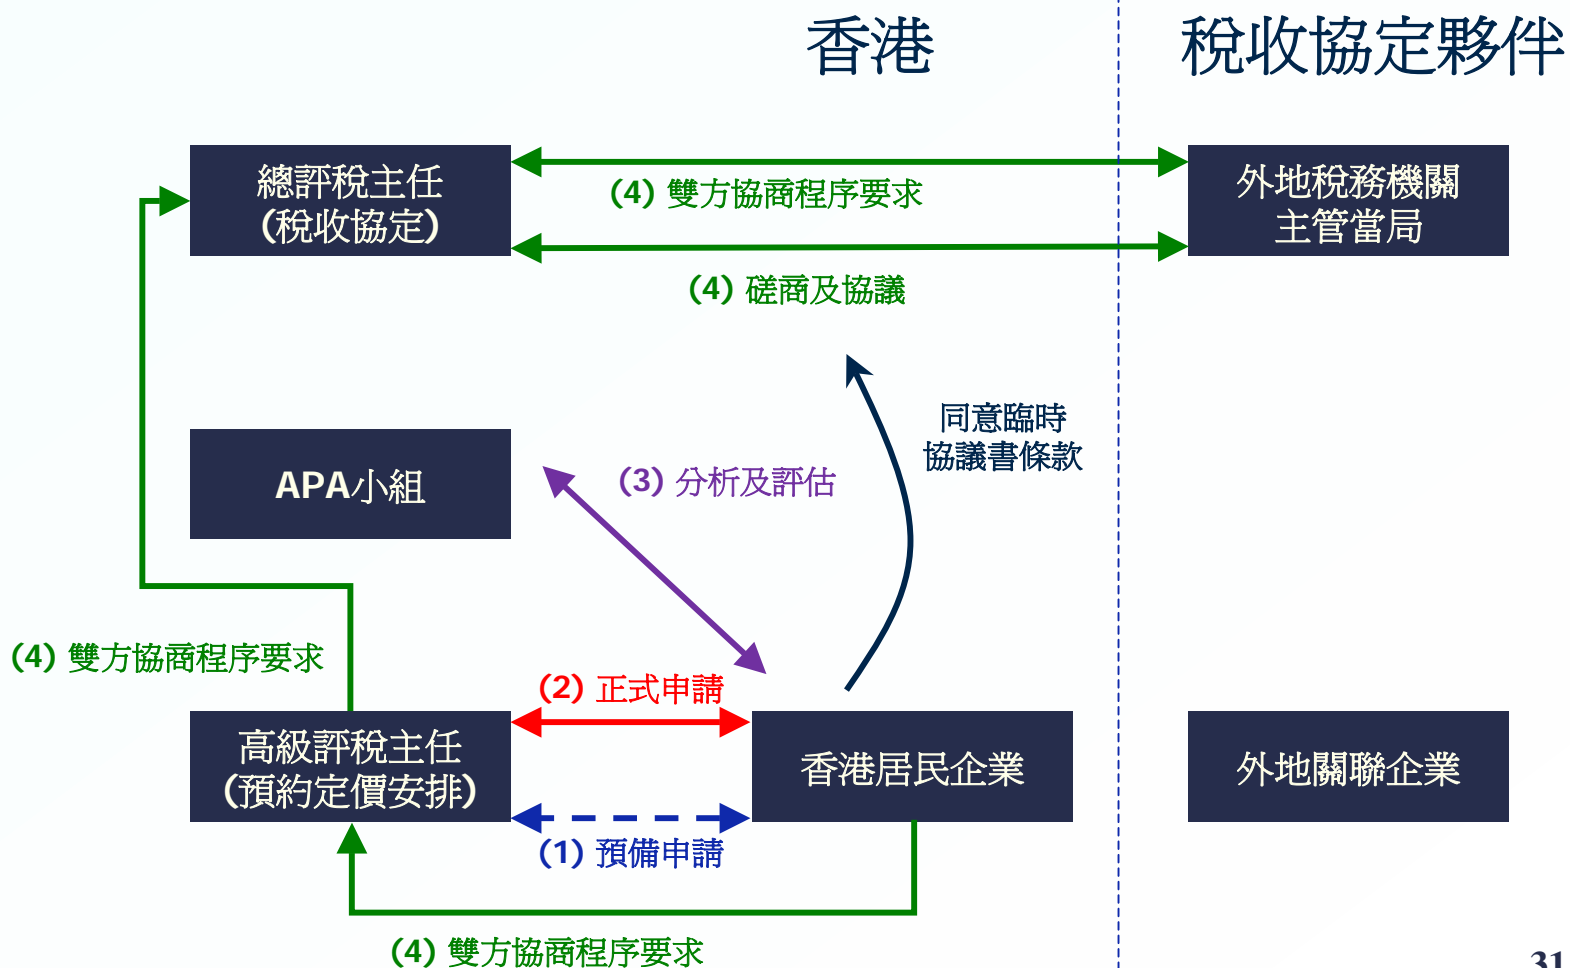 香港
稅收協定夥伴
總評稅主任
(稅收協定)
(4) 雙方協商程序要求
外地稅務機關
主管當局
(4) 磋商及協議
同意臨時
協議書條款
APA小組
(3) 分析及評估
(4) 雙方協商程序要求
(2) 正式申請
高級評稅主任
(預約定價安排)
香港居民企業
外地關聯企業
(1) 預備申請
(4) 雙方協商程序要求
31